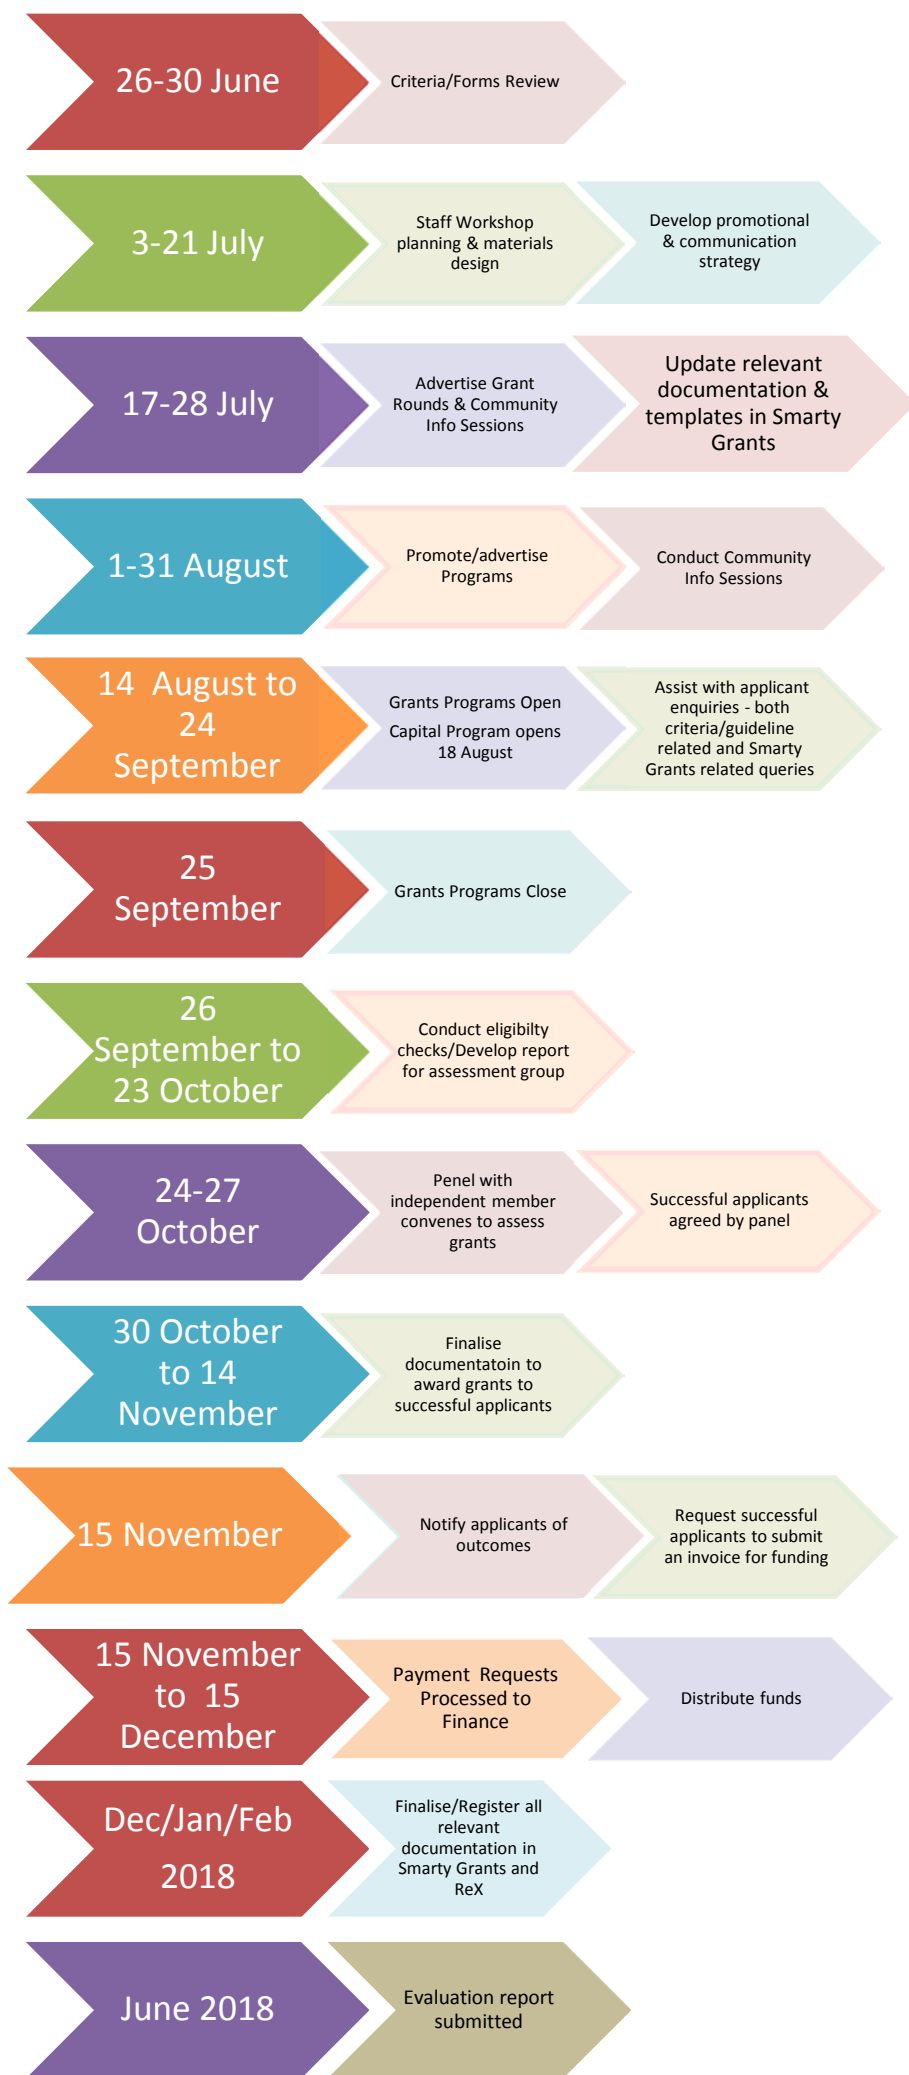 26-30 June
Criteria/Forms Review
3-21 July
Staff Workshop
planning & materials
design
Develop promotional
& communication
strategy
17-28 July
Advertise Grant
Rounds & Community
Info Sessions
Update relevant
documentation &
templates in Smarty
Grants
1-31 August
Promote/advertise
Programs
Conduct Community
Info Sessions
14  August to
24
September
Grants Programs Open
Capital Program opens
18 August
Assist with applicant
enquiries - both
criteria/guideline
related and Smarty
Grants related queries
25
September
Grants Programs Close
26
September to
23 October
Conduct eligibilty
checks/Develop report
for assessment group
24-27
October
Penel with
independent member
convenes to assess
grants
Successful applicants
agreed by panel
30 October
to 14
November
Finalise
documentatoin to
award grants to
successful applicants
15 November
Notify applicants of
outcomes
Request successful
applicants to submit
an invoice for funding
15 November
to  15
December
Payment  Requests
Processed to
Finance
Distribute funds
Dec/Jan/Feb
2018
Finalise/Register all
relevant
documentation in
Smarty Grants and
ReX
June 2018
Evaluation report
submitted